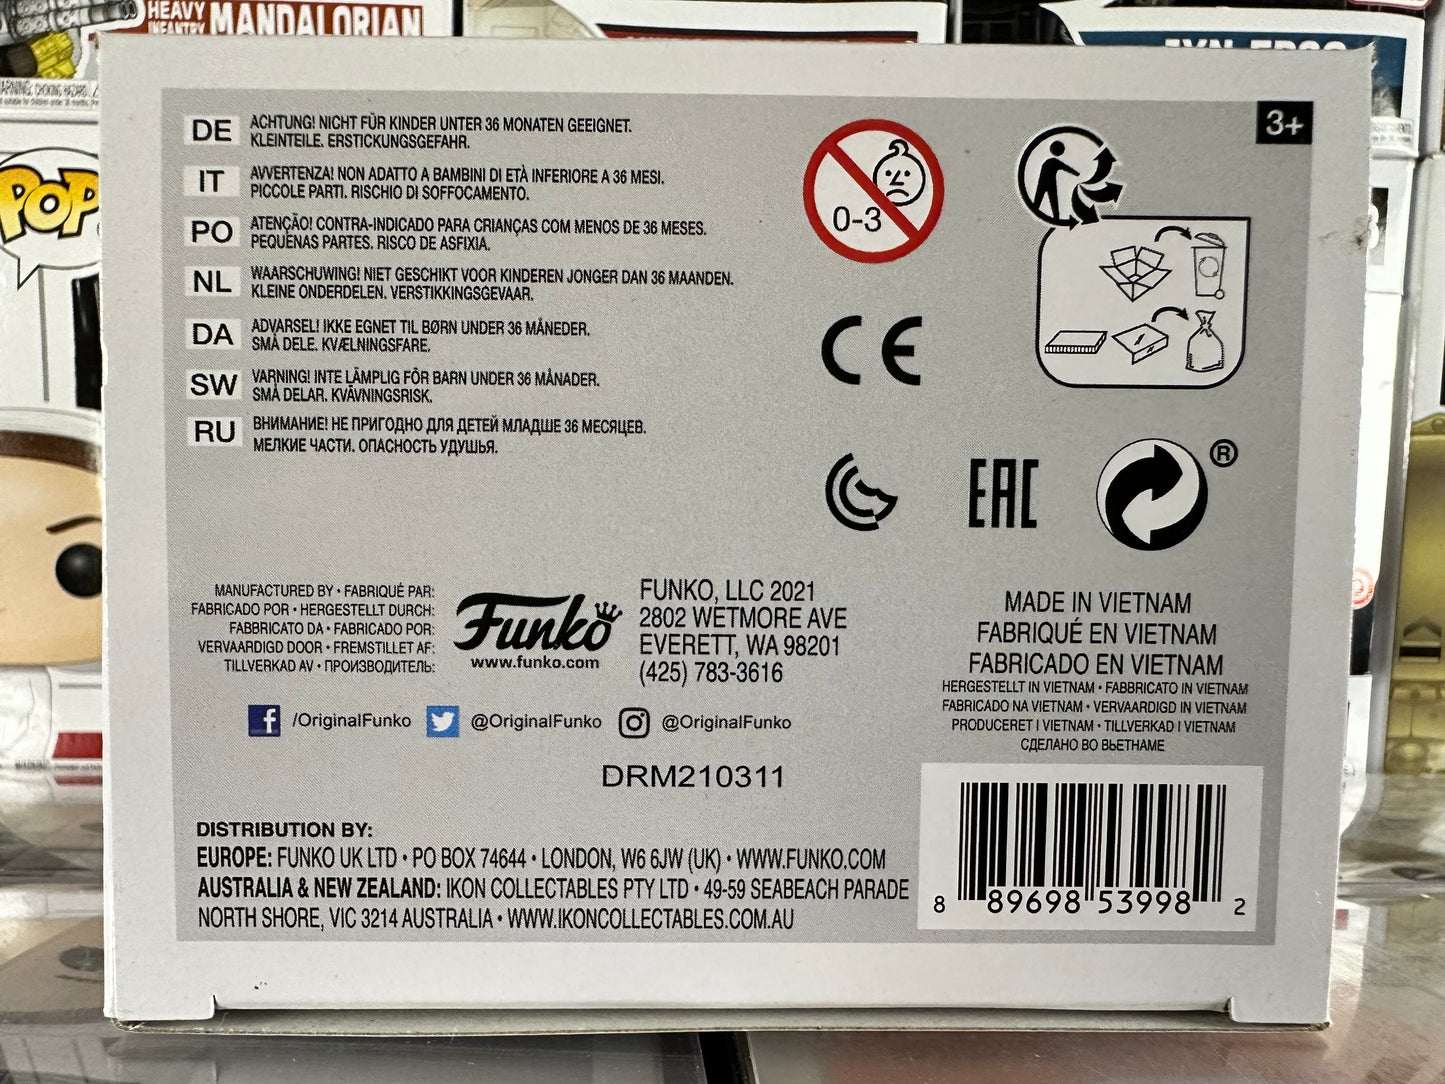 HEAVY
INFANTRY
MANDALORIAN
POP
3+
DE ACHTUNG! NICHT FÜR KINDER UNTER 36 MONATEN GEEIGNET.
KLEINTEILE. ERSTICKUNGSGEFAHR.
IT AVVERTENZA! NON ADATTO A BAMBINI DI ETÀ INFERIORE A 36 MESI.
PICCOLE PARTI. RISCHIO DI SOFFOCAMENTO.
PO ATENÇÃO! CONTRA-INDICADO PARA CRIANÇAS COM MENOS DE 36 MESES.
PEQUENAS PARTES. RISCO DE ASFIXIA.
NL WAARSCHUWING! NIET GESCHIKT VOOR KINDEREN JONGER DAN 36 MAANDEN.
KLEINE ONDERDELEN. VERSTIKKINGSGEVAAR.
DA ADVARSEL! IKKE EGNET TIL BØRN UNDER 36 MÅNEDER.
SMÅ DELE. KVÆLNINGSFARE.
SW VARNING! INTE LÄMPLIG FÖR BARN UNDER 36 MÅNADER.
SMÅ DELAR. KVÄVNINGSRISK.
RU ВНИМАНИЕ! НЕ ПРИГОДНО ДЛЯ ДЕТЕЙ МЛАДШЕ 36 МЕСЯЦЕВ.
МЕЛКИЕ ЧАСТИ. ОПАСНОСТЬ УДУШЬЯ.
0-3
CE
EAC
®
MANUFACTURED BY • FABRIQUÉ PAR:
FABRICADO POR • HERGESTELLT DURCH:
FABBRICATO DA • FABRICADO POR:
VERVAARDIGD DOOR • FREMSTILLET AF:
TILLVERKAD AV • ПРОИЗВОДИТЕЛЬ:
Funko
www.funko.com
FUNKO, LLC 2021
2802 WETMORE AVE
EVERETT, WA 98201
(425) 783-3616
MADE IN VIETNAM
FABRIQUÉ EN VIETNAM
FABRICADO EN VIETNAM
HERGESTELLT IN VIETNAM • FABBRICATO IN VIETNAM
FABRICADO NA VIETNAM • VERVAARDIGD IN VIETNAM
PRODUCERET I VIETNAM • TILLVERKAD I VIETNAM
СДЕЛАНО ВО ВЬЕТНАМЕ
/OriginalFunko @OriginalFunko @OriginalFunko
DRM210311
DISTRIBUTION BY:
EUROPE: FUNKO UK LTD • PO BOX 74644 • LONDON, W6 6JW (UK) • WWW.FUNKO.COM
AUSTRALIA & NEW ZEALAND: IKON COLLECTABLES PTY LTD • 49-59 SEABEACH PARADE
NORTH SHORE, VIC 3214 AUSTRALIA • WWW.IKONCOLLECTABLES.COM.AU
8 89698 53998 2